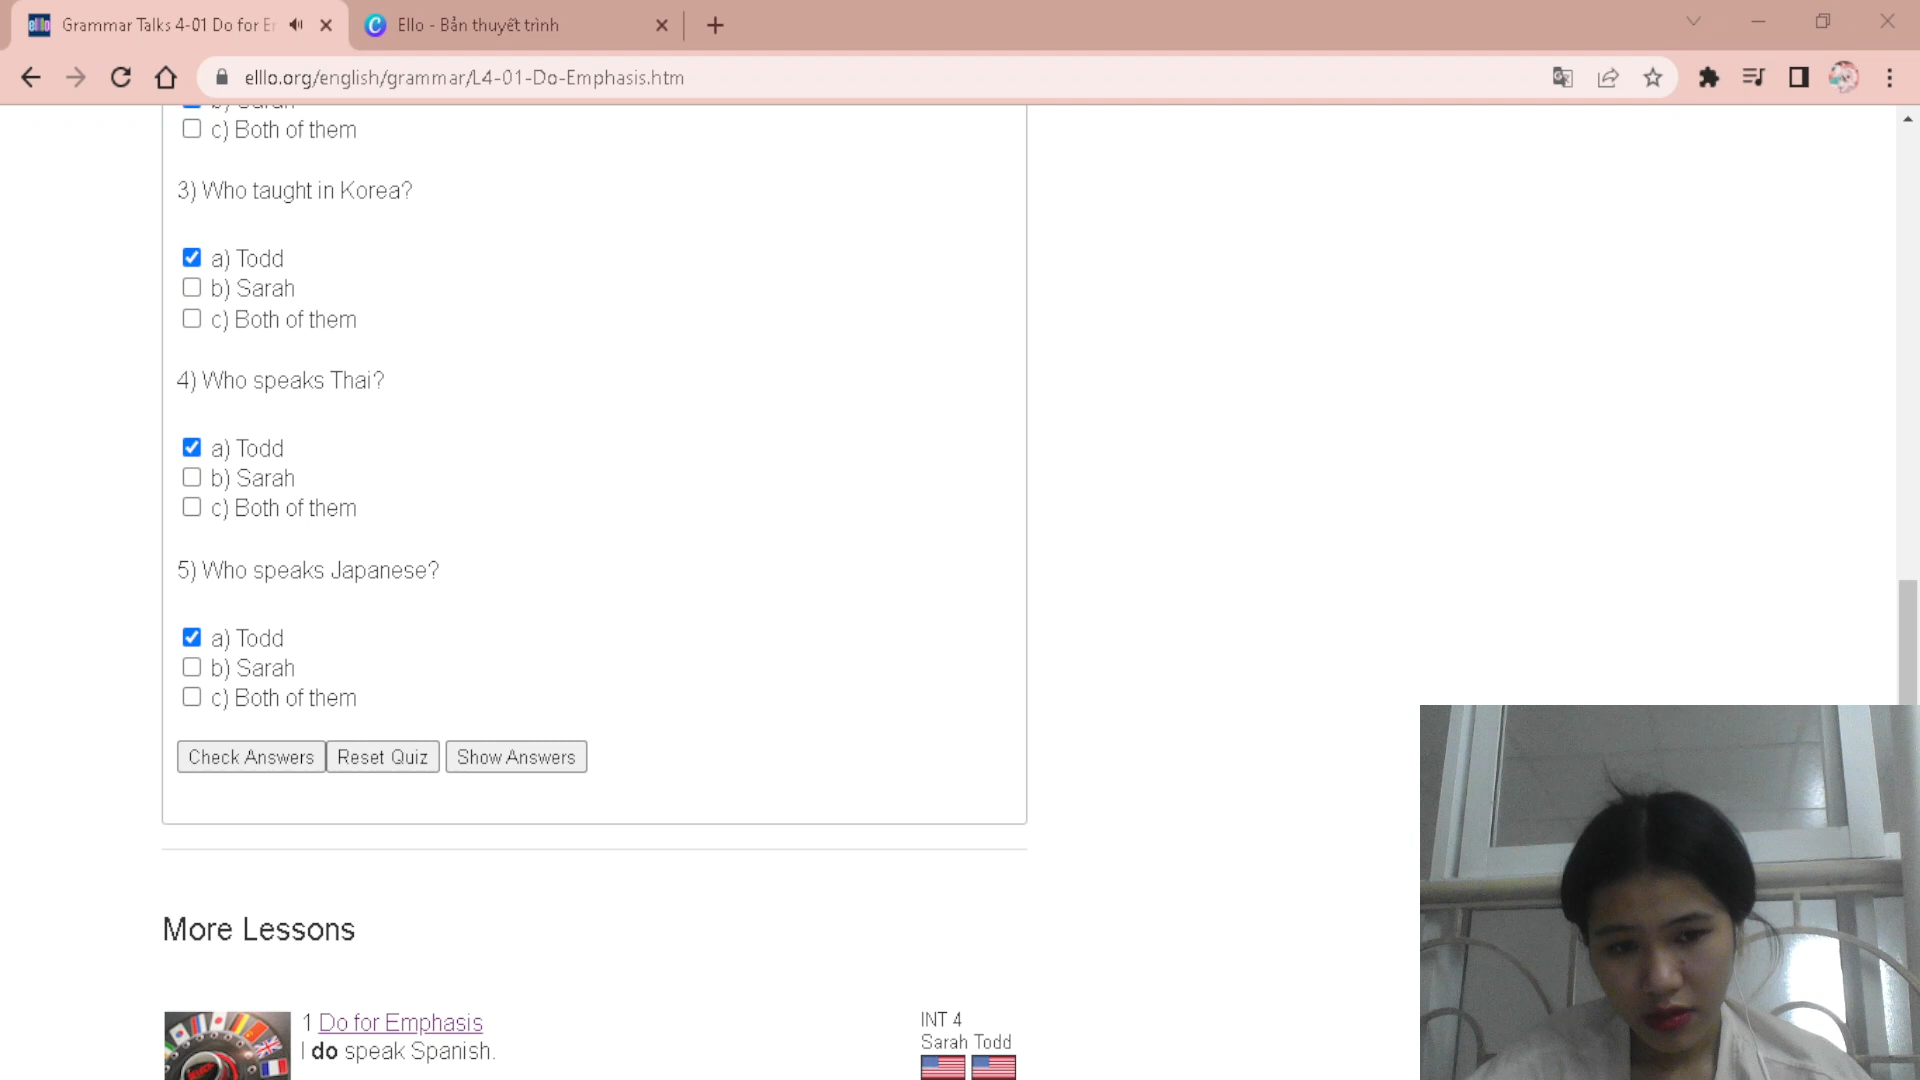 Grammar Talks 4-01 Do for Er
Ello - Bản thuyết trình
elllo.org/english/grammar/L4-01-Do-Emphasis.htm
b) Sarah
c) Both of them
3) Who taught in Korea?
a) Todd
b) Sarah
c) Both of them
4) Who speaks Thai?
a) Todd
b) Sarah
c) Both of them
5) Who speaks Japanese?
a) Todd
b) Sarah
c) Both of them
Check Answers Reset Quiz Show Answers
More Lessons
1 Do for Emphasis
I do speak Spanish.
INT 4
Sarah Todd